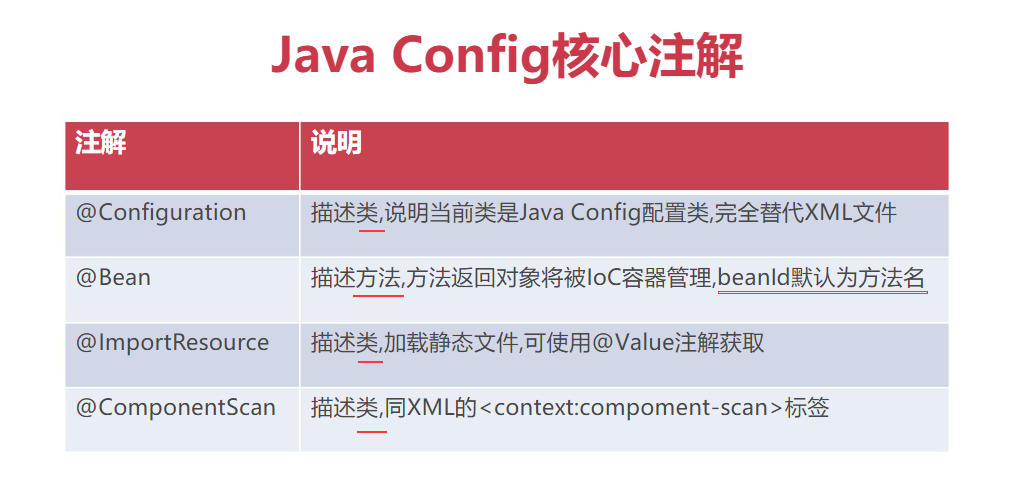 Java Config核心注解
注解
说明
@Configuration
描述类,说明当前类是Java Config配置类,完全替代XML文件
@Bean
描述方法,方法返回对象将被IoC容器管理,beanId默认为方法名
@ImportResource
描述类,加载静态文件,可使用@Value注解获取
@ComponentScan
描述类,同XML的<context:compoment-scan>标签